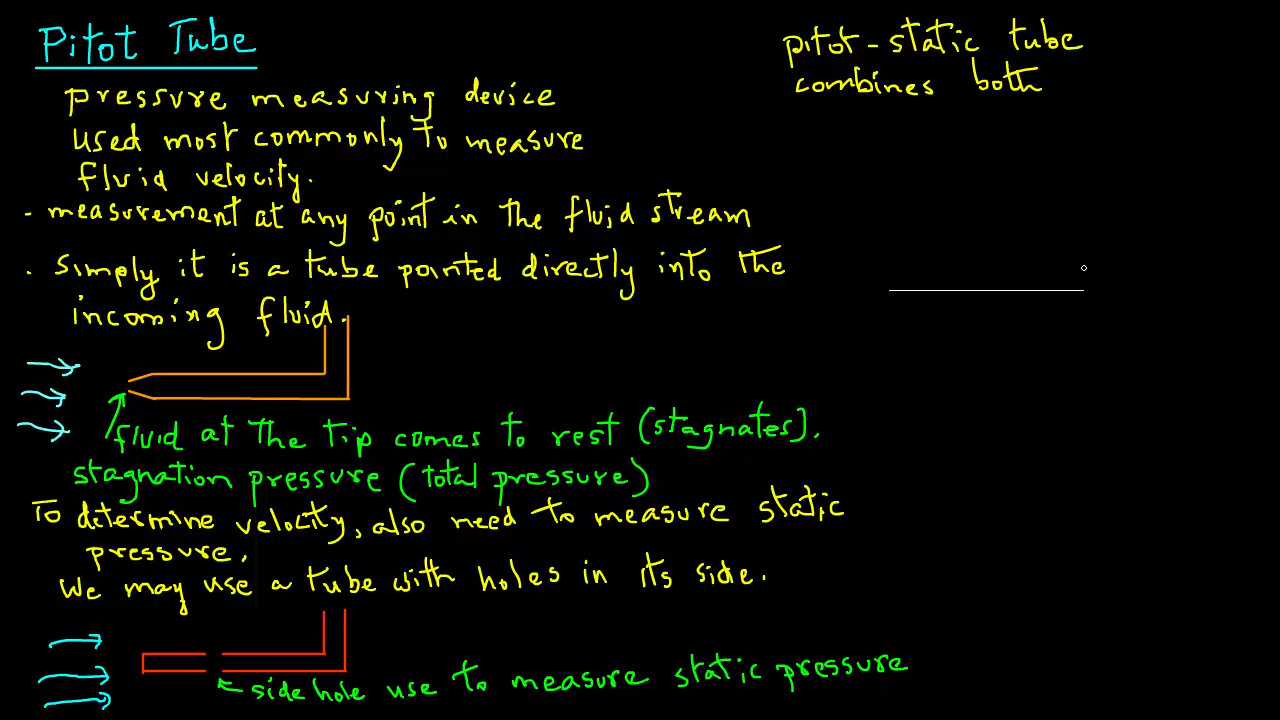 Pitot Tube
pressure measuring device
used most commonly to measure
fluid velocity.
- measurement at any point in the fluid stream
. Simply it is a tube pointed directly into the
incoming fluid.
fluid at the tip comes to rest (stagnates).
stagnation pressure (total pressure)
To determine velocity, also need to measure static
pressure.
We may use a tube with holes in its side.
side hole use to measure static pressure
pitot-static tube
combines both